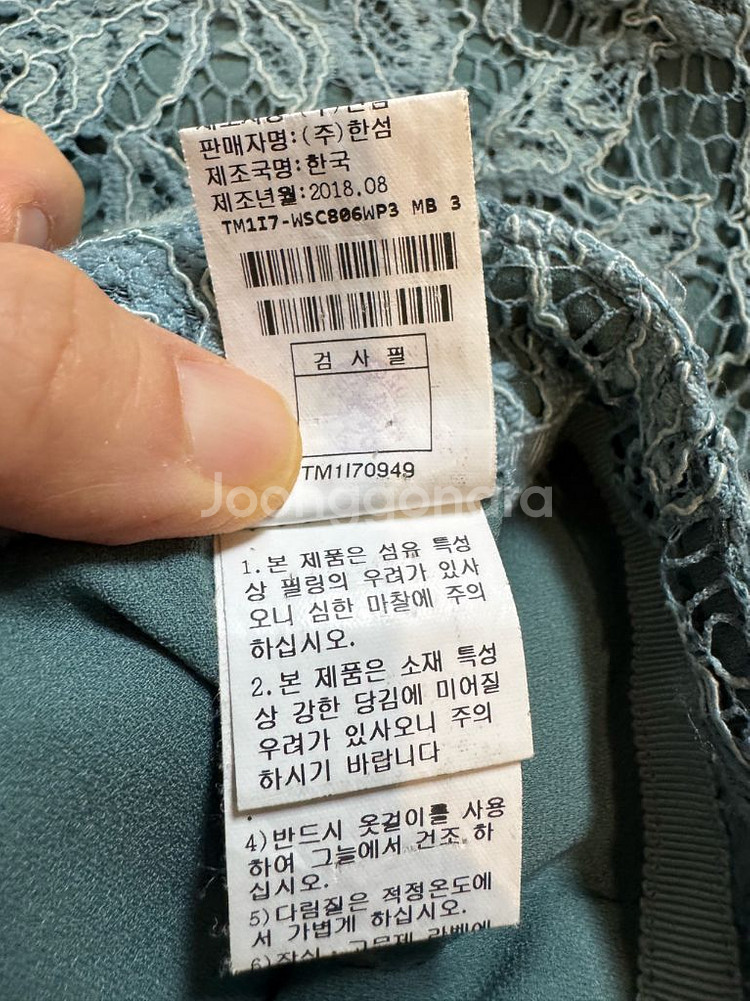 판매자명:(주)한섬
제조국명:한국
제조년월:2018.08
TM1I7-WSC806WP3 MB 3
검 사 필
TM1I70949
Joonggonara
1.본 제품은 섬유 특성
상 필링의 우려가 있사
오니 심한 마찰에 주의
하십시오.
2.본 제품은 소재 특성
상 강한 당김에 미어질
우려가 있사오니 주의
하시기 바랍니다
4)반드시 옷걸이를 사용
하여 그늘에서 건조 하
십시오.
5)다림질은 적정온도에
서 가볍게 하십시오.